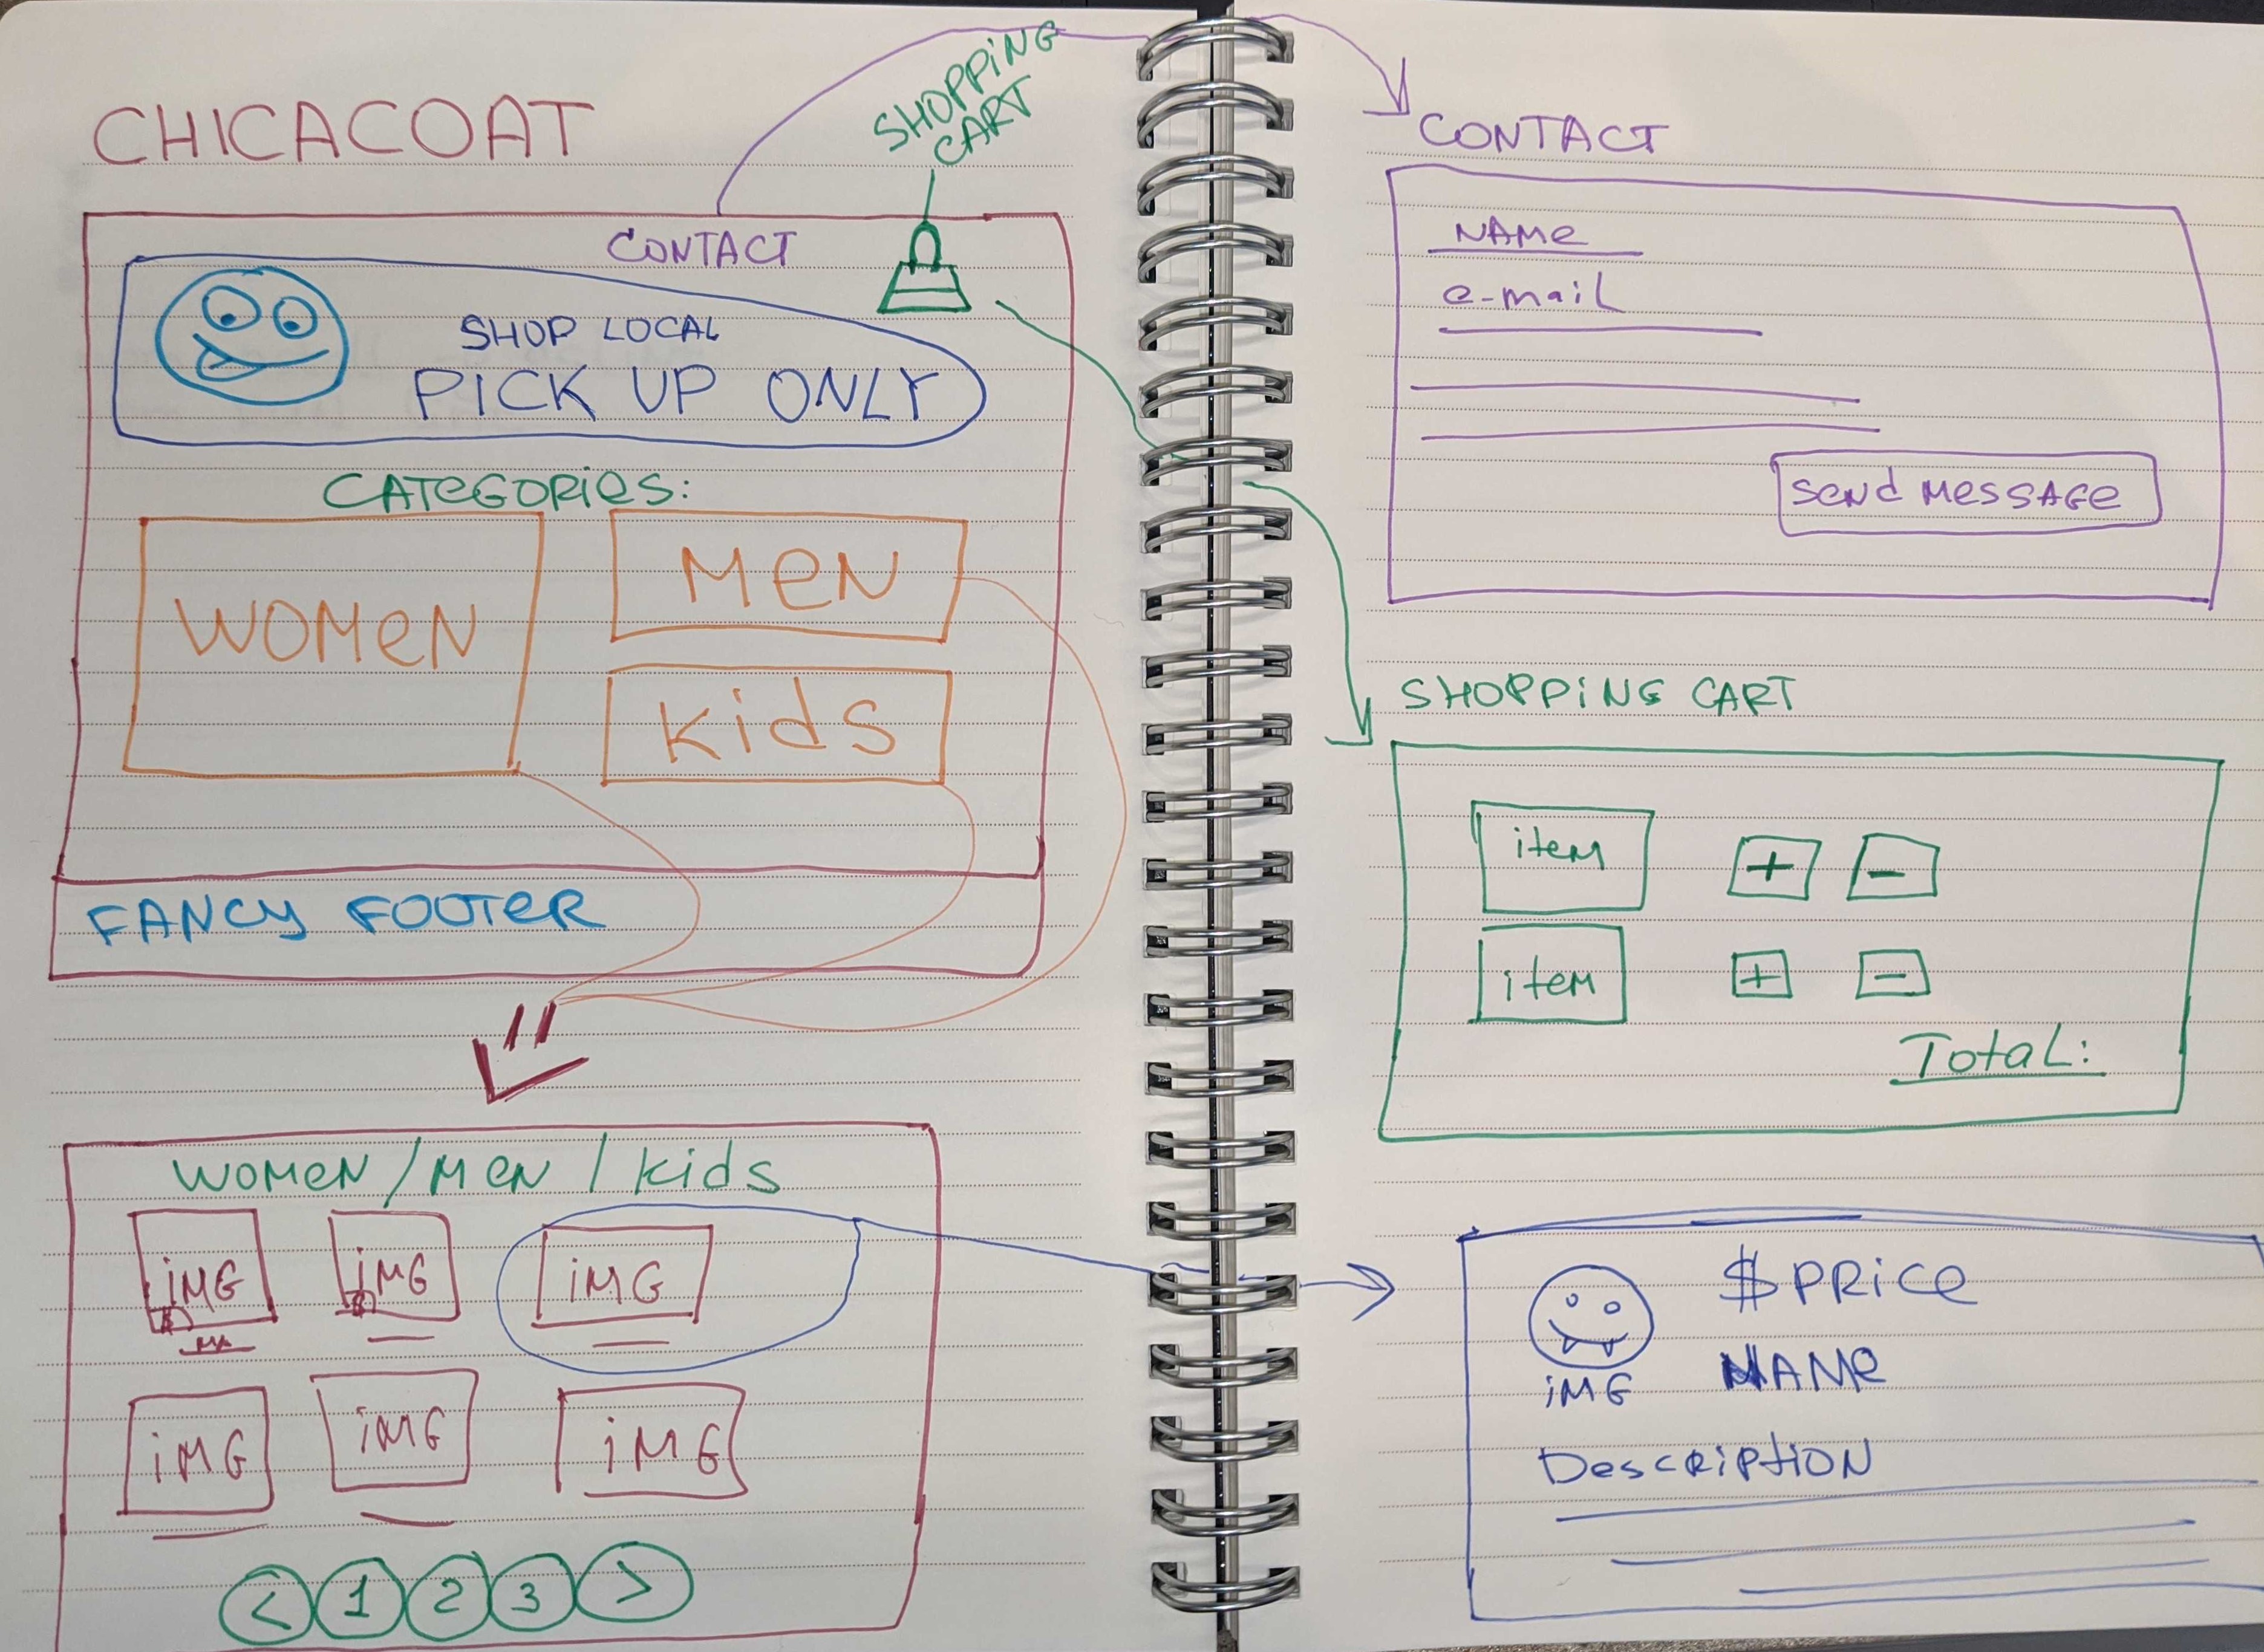 CHICACOAT
SHOPPING
CART
CONTACT
SHOP LOCAL
PICK UP ONLY
CATEGORIES:
WOMEN
MEN
Kids
FANCY FOOTER
WOMEN/MEN/Kids
iMG
$
iMG
$
iMG
iMG
iMG
iMG
< 1 2 3 >
CONTACT
NAMe
e-mail
Send Message
SHOPPiNG CART
item + -
item + -
Total:
$PRice
NAMe
iMG
Description